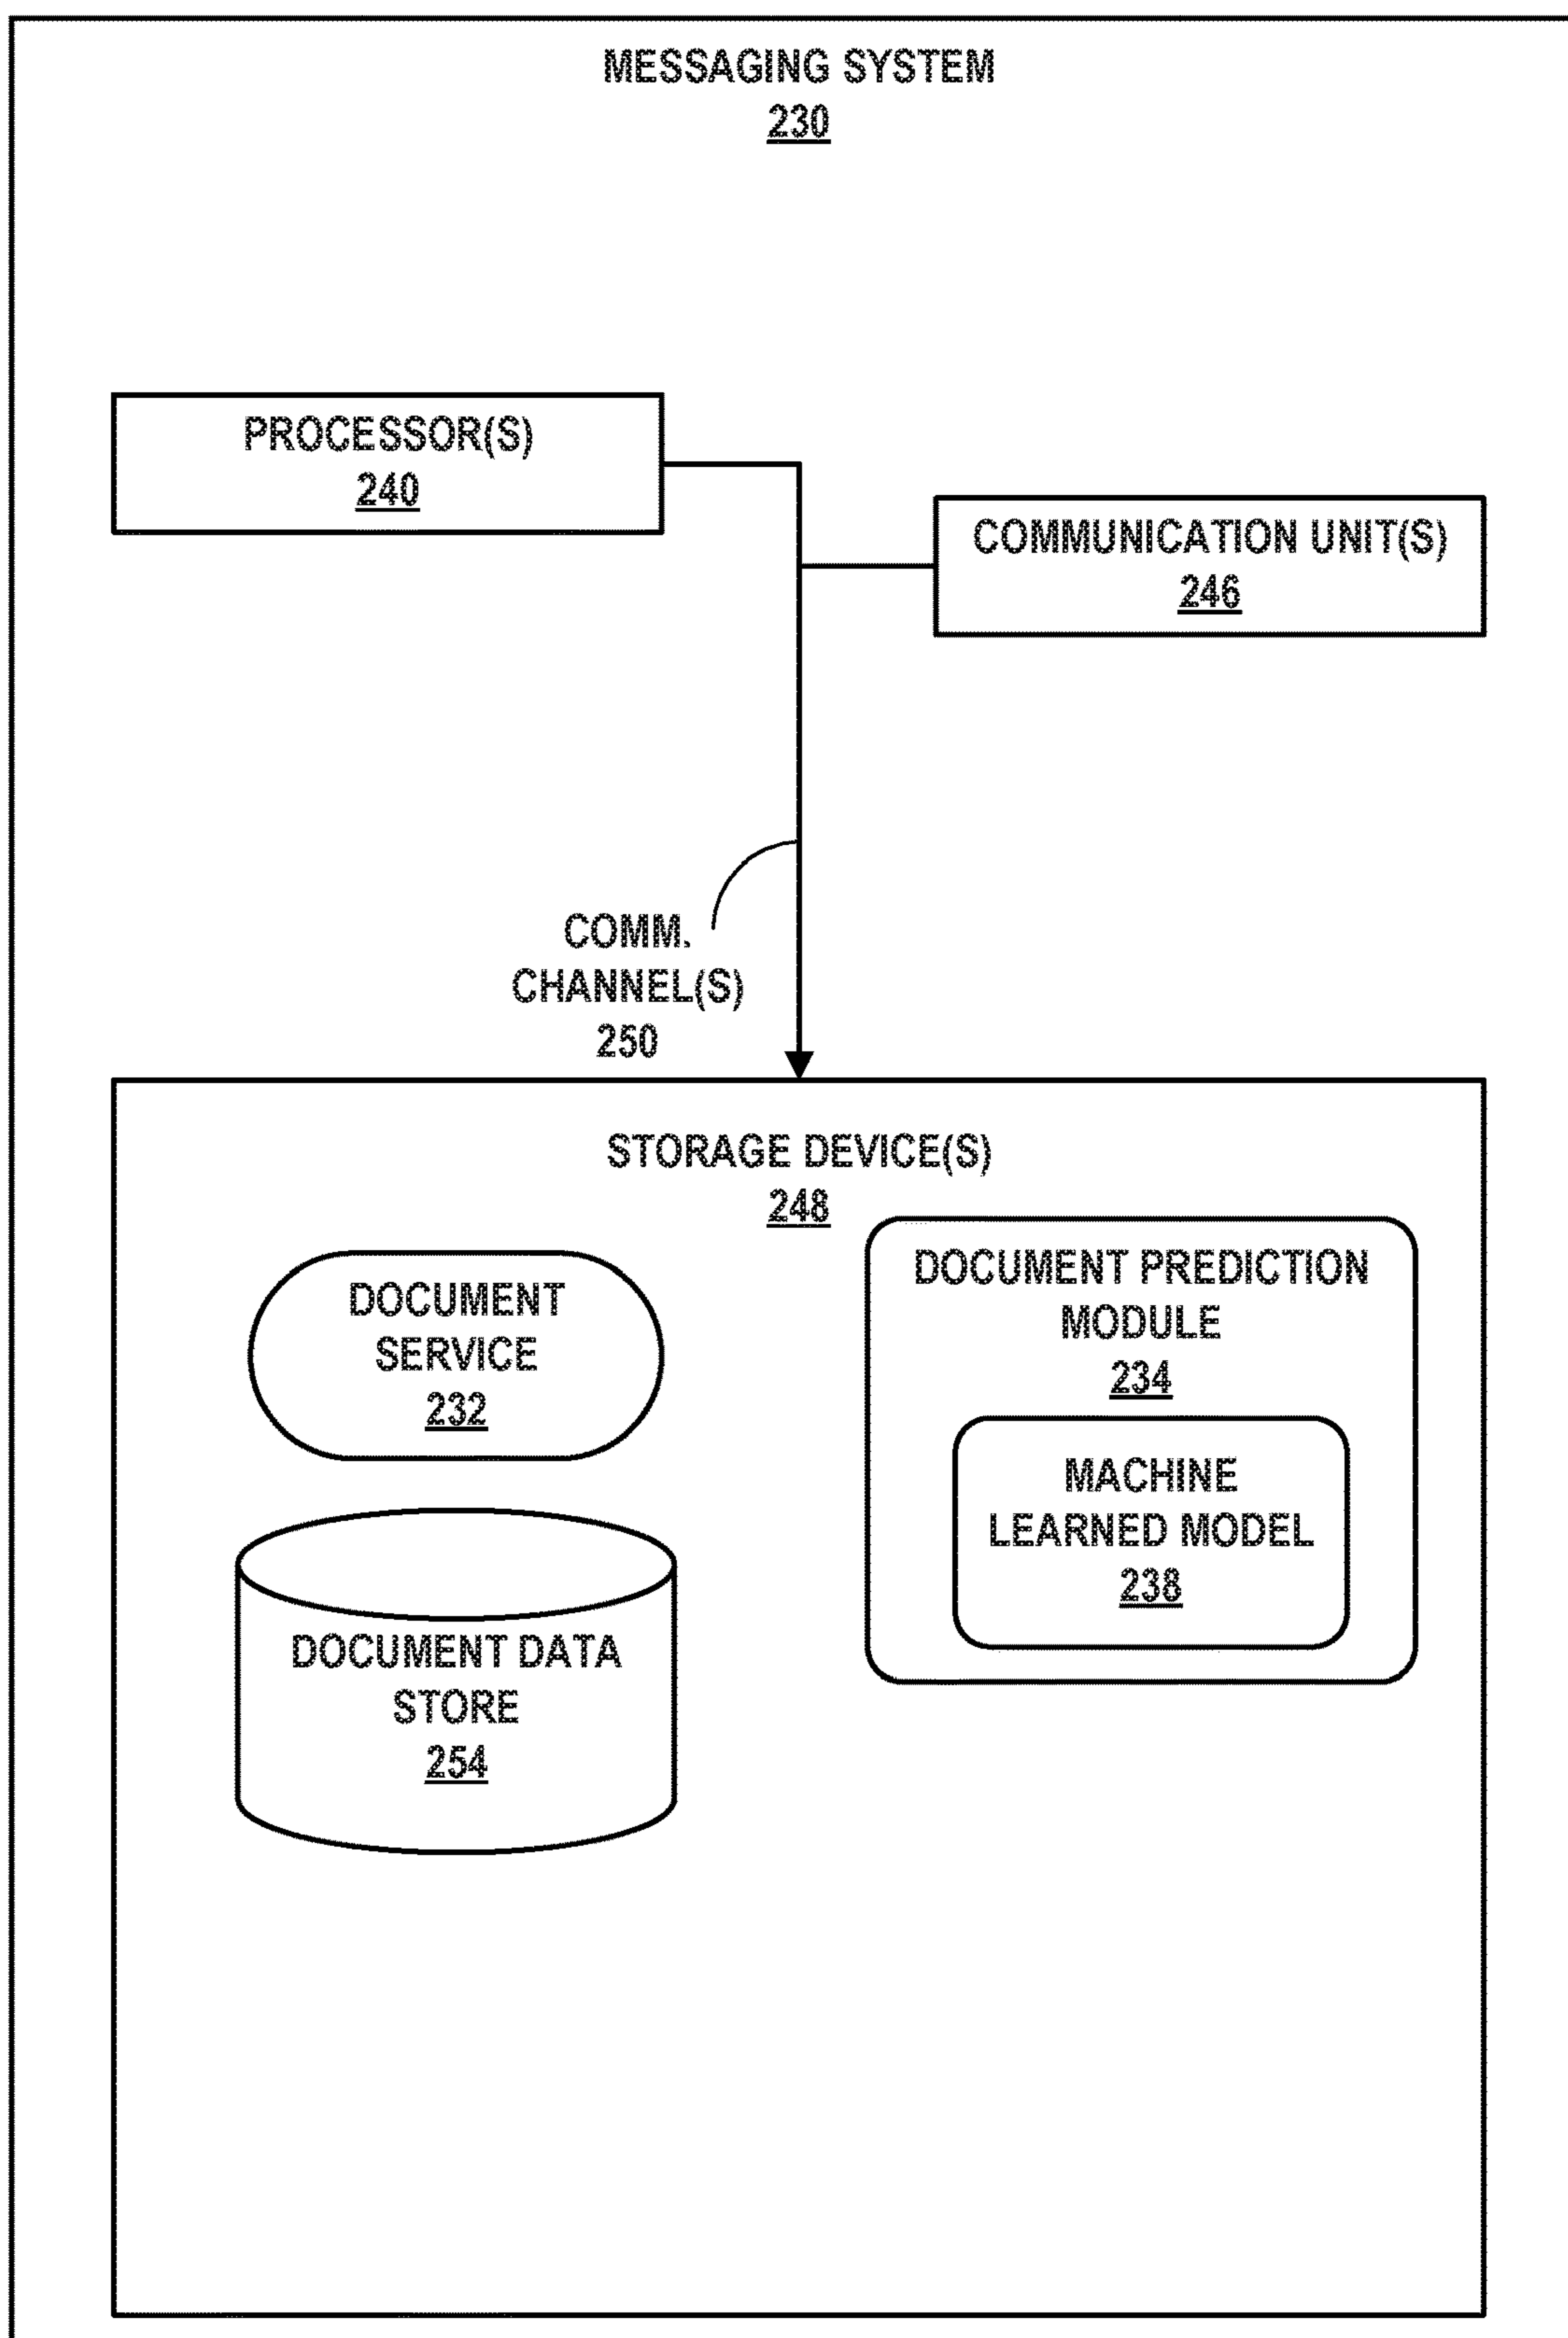 MESSAGING SYSTEM
230
PROCESSOR(S)
240
COMMUNICATION UNIT(S)
246
COMM.
CHANNEL(S)
250
STORAGE DEVICE(S)
248
DOCUMENT
SERVICE
232
DOCUMENT PREDICTION
MODULE
234
MACHINE
LEARNED MODEL
238
DOCUMENT DATA
STORE
254